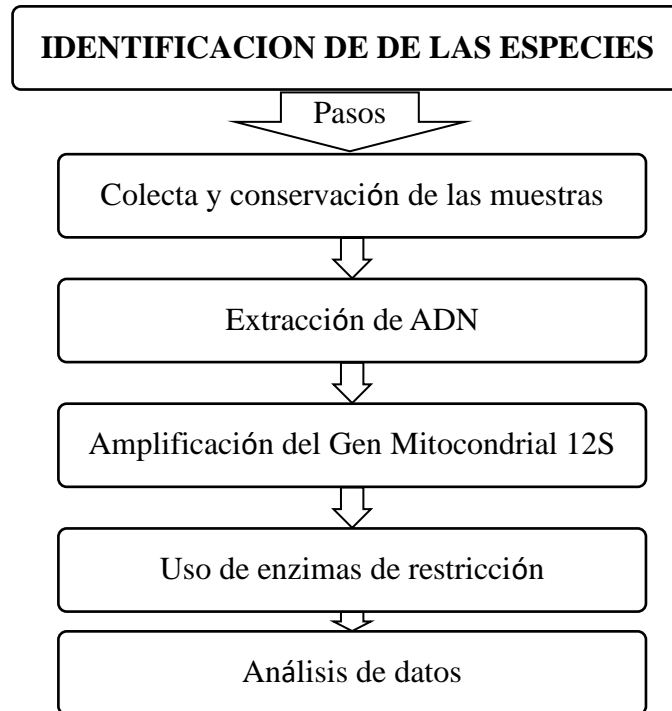 IDENTIFICACION DE DE LAS ESPECIES
Pasos
Colecta y conservación de las muestras
Extracción de ADN
Amplificación del Gen Mitocondrial 12S
Uso de enzimas de restricción
Análisis de datos